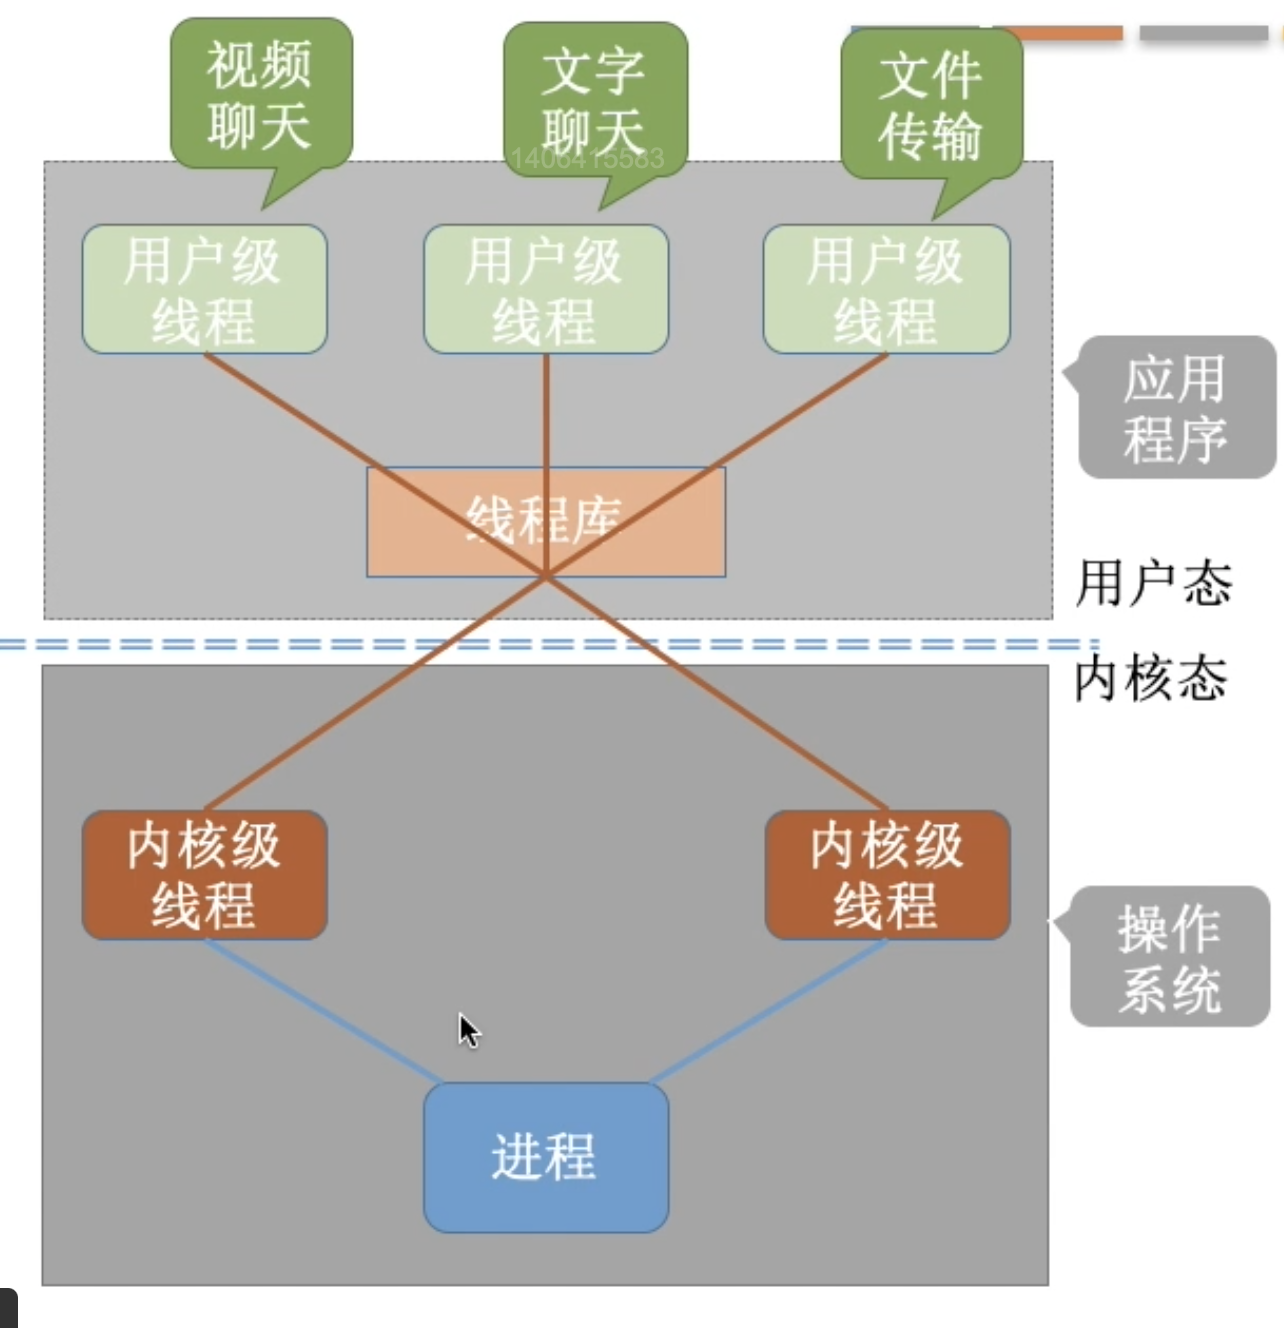 视频
聊天
文字
聊天
文件
传输
1406415583
用户级
线程
用户级
线程
用户级
线程
应用
程序
线程库
用户态
内核态
内核级
线程
内核级
线程
操作
系统
进程